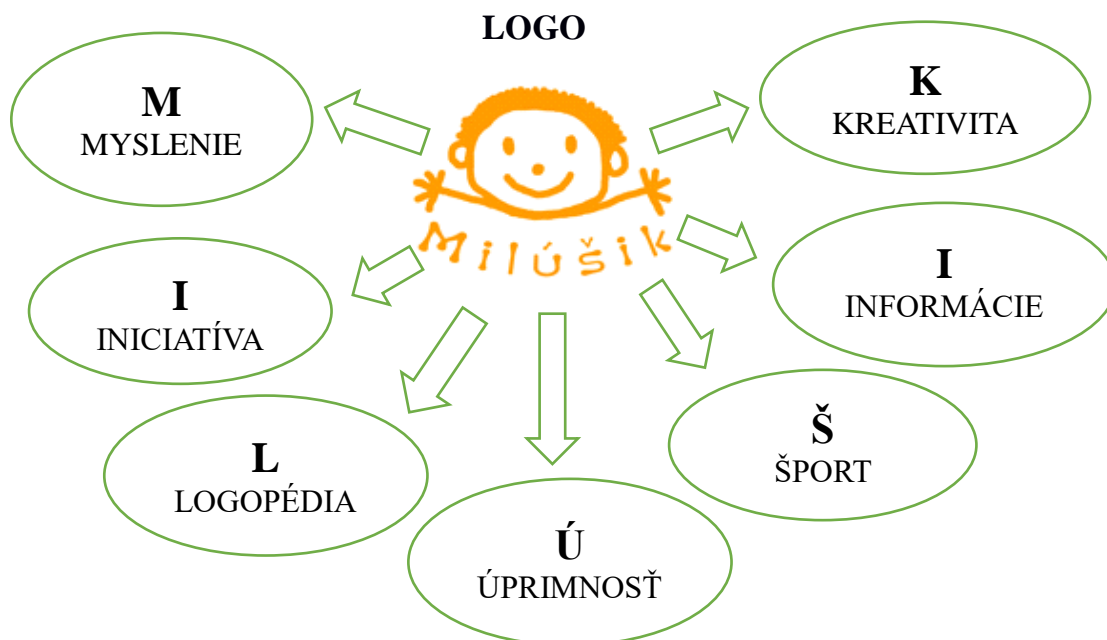 LOGO
Milúšik
M
MYSLENIE
I
INICIATÍVA
L
LOGOPÉDIA
Ú
ÚPRIMNOSŤ
Š
ŠPORT
I
INFORMÁCIE
K
KREATIVITA